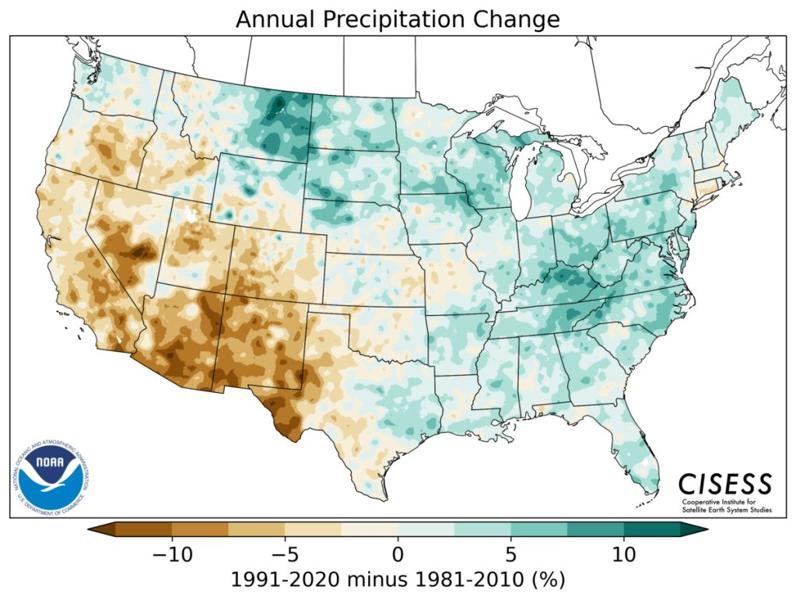 Annual Precipitation Change
NATIONAL OCEANIC AND ATMOSPHERIC ADMINISTRATION
NOAA
U.S. DEPARTMENT OF COMMERCE
CISESS
Cooperative Institute for
Satellite Earth System Studies
−10 −5 0 5 10
1991-2020 minus 1981-2010 (%)